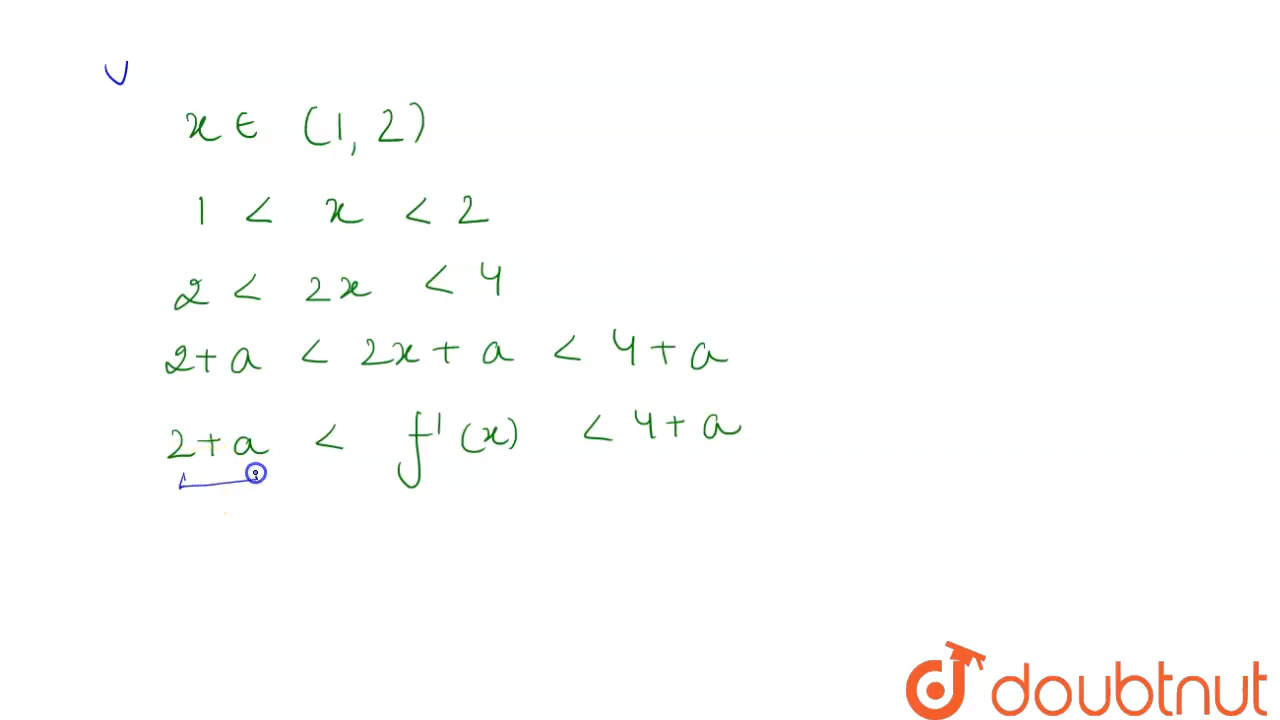 x ∈ (1, 2)
1 < x < 2
2 < 2x < 4
2+a < 2x+a < 4+a
2+a < f'(x) < 4+a
doubtnut